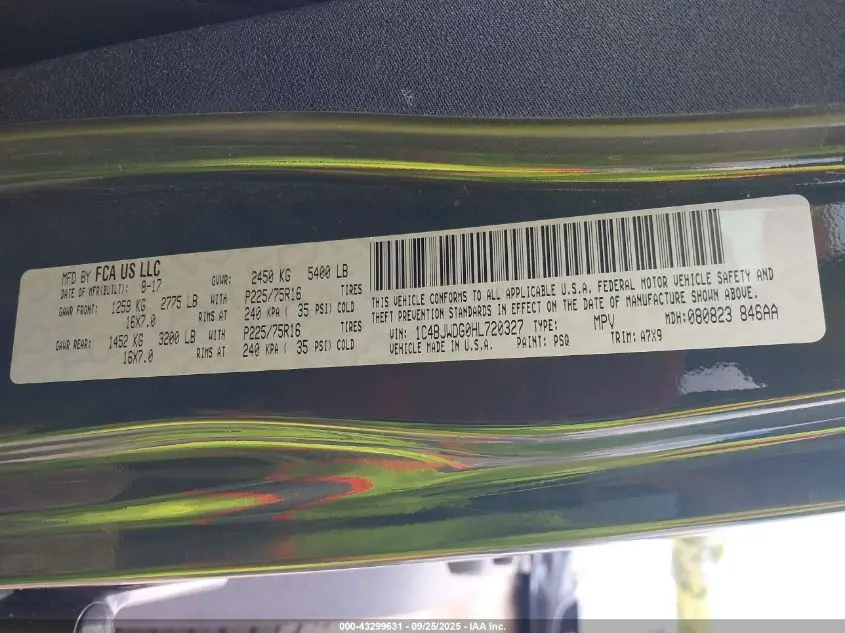 MFD BY FCA US LLC
DATE OF MFR(BUILT) 8-17 GVWR: 2450 KG 5400 LB
GAWR FRONT: 1259 KG 2775 LB WITH P225/75R16 TIRES
16X7.0 RIMS AT 240 KPA ( 35 PSI) COLD
GAWR REAR: 1452 KG 3200 LB WITH P225/75R16 TIRES
16X7.0 RIMS AT 240 KPA ( 35 PSI) COLD
THIS VEHICLE CONFORMS TO ALL APPLICABLE U.S.A. FEDERAL MOTOR VEHICLE SAFETY AND
THEFT PREVENTION STANDARDS IN EFFECT ON THE DATE OF MANUFACTURE SHOWN ABOVE.
VIN: 1C4BJWDG0HL720327 TYPE: MPV MDH: 080823 846AA
VEHICLE MADE IN U.S.A. PAINT: PSQ TRIM: A7X9
000-43299631 - 09/25/2025 - IAA Inc.